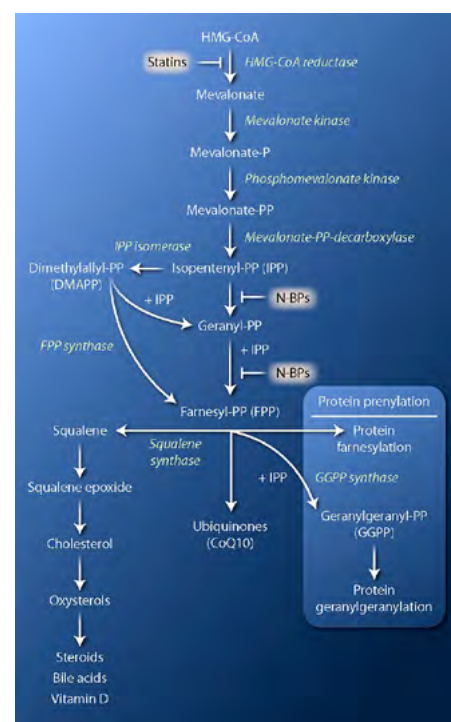 HMG-CoA
Statins
HMG-CoA reductase
Mevalonate
Mevalonate kinase
Mevalonate-P
Phosphomevalonate kinase
Mevalonate-PP
Mevalonate-PP-decarboxylase
IPP isomerase
Dimethylallyl-PP
(DMAPP)
Isopentenyl-PP (IPP)
+ IPP
N-BPs
Geranyl-PP
FPP synthase
+ IPP
N-BPs
Farnesyl-PP (FPP)
Protein prenylation
Squalene
Squalene
synthase
Protein
farnesylation
+ IPP
GGPP synthase
Squalene epoxide
Ubiquinones
(CoQ10)
Geranylgeranyl-PP
(GGPP)
Cholesterol
Protein
geranylgeranylation
Oxysterols
Steroids
Bile acids
Vitamin D